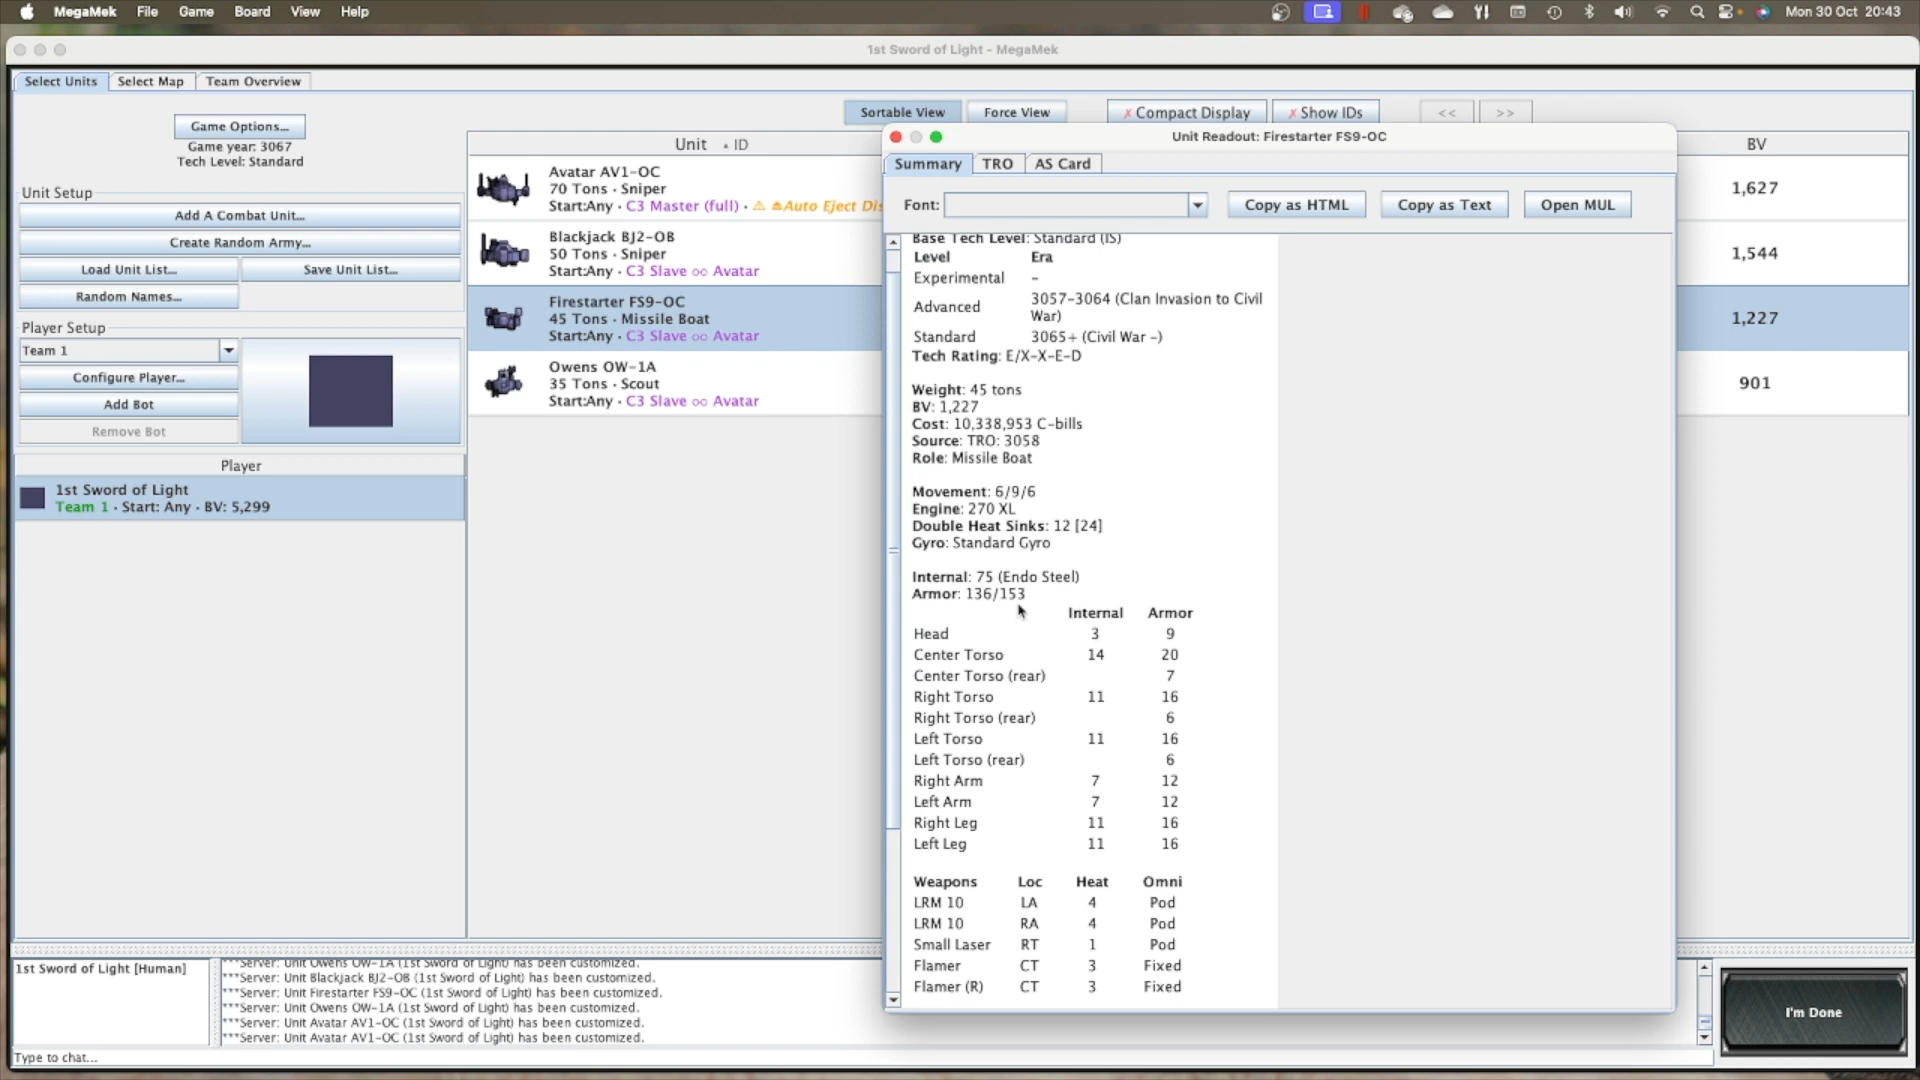 MegaMek File Game Board View Help
Mon 30 Oct 20:43
1st Sword of Light - MegaMek
Select Units Select Map Team Overview
Game Options...
Game year: 3067
Tech Level: Standard
Unit Setup
Add A Combat Unit...
Create Random Army...
Load Unit List... Save Unit List...
Random Names...
Player Setup
Team 1
Configure Player...
Add Bot
Remove Bot
Player
1st Sword of Light
Team 1 · Start: Any · BV: 5,299
Sortable View Force View ✗ Compact Display ✗ Show IDs << >>
Unit ▲ ID
BV
Avatar AV1-OC
70 Tons · Sniper
Start:Any · C3 Master (full) · ⚠ ⏏Auto Eject Dis
1,627
Blackjack BJ2-OB
50 Tons · Sniper
Start:Any · C3 Slave oo Avatar
1,544
Firestarter FS9-OC
45 Tons · Missile Boat
Start:Any · C3 Slave oo Avatar
1,227
Owens OW-1A
35 Tons · Scout
Start:Any · C3 Slave oo Avatar
901
Unit Readout: Firestarter FS9-OC
Summary TRO AS Card
Font: Copy as HTML Copy as Text Open MUL
Base Tech Level: Standard (IS)
Level Era
Experimental -
Advanced 3057-3064 (Clan Invasion to Civil
War)
Standard 3065+ (Civil War -)
Tech Rating: E/X-X-E-D
Weight: 45 tons
BV: 1,227
Cost: 10,338,953 C-bills
Source: TRO: 3058
Role: Missile Boat
Movement: 6/9/6
Engine: 270 XL
Double Heat Sinks: 12 [24]
Gyro: Standard Gyro
Internal: 75 (Endo Steel)
Armor: 136/153
Internal Armor
Head 3 9
Center Torso 14 20
Center Torso (rear) 7
Right Torso 11 16
Right Torso (rear) 6
Left Torso 11 16
Left Torso (rear) 6
Right Arm 7 12
Left Arm 7 12
Right Leg 11 16
Left Leg 11 16
Weapons Loc Heat Omni
LRM 10 LA 4 Pod
LRM 10 RA 4 Pod
Small Laser RT 1 Pod
Flamer CT 3 Fixed
Flamer (R) CT 3 Fixed
1st Sword of Light [Human]
***Server: Unit Owens OW-1A (1st Sword of Light) has been customized.
***Server: Unit Blackjack BJ2-OB (1st Sword of Light) has been customized.
***Server: Unit Firestarter FS9-OC (1st Sword of Light) has been customized.
***Server: Unit Owens OW-1A (1st Sword of Light) has been customized.
***Server: Unit Avatar AV1-OC (1st Sword of Light) has been customized.
***Server: Unit Avatar AV1-OC (1st Sword of Light) has been customized.
Type to chat...
I'm Done